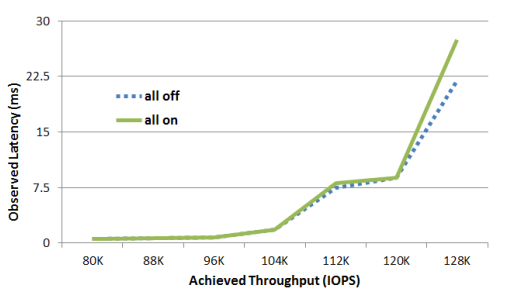 30
22.5
15
7.5
0
Observed Latency (ms)
all off
all on
80K 88K 96K 104K 112K 120K 128K
Achieved Throughput (IOPS)